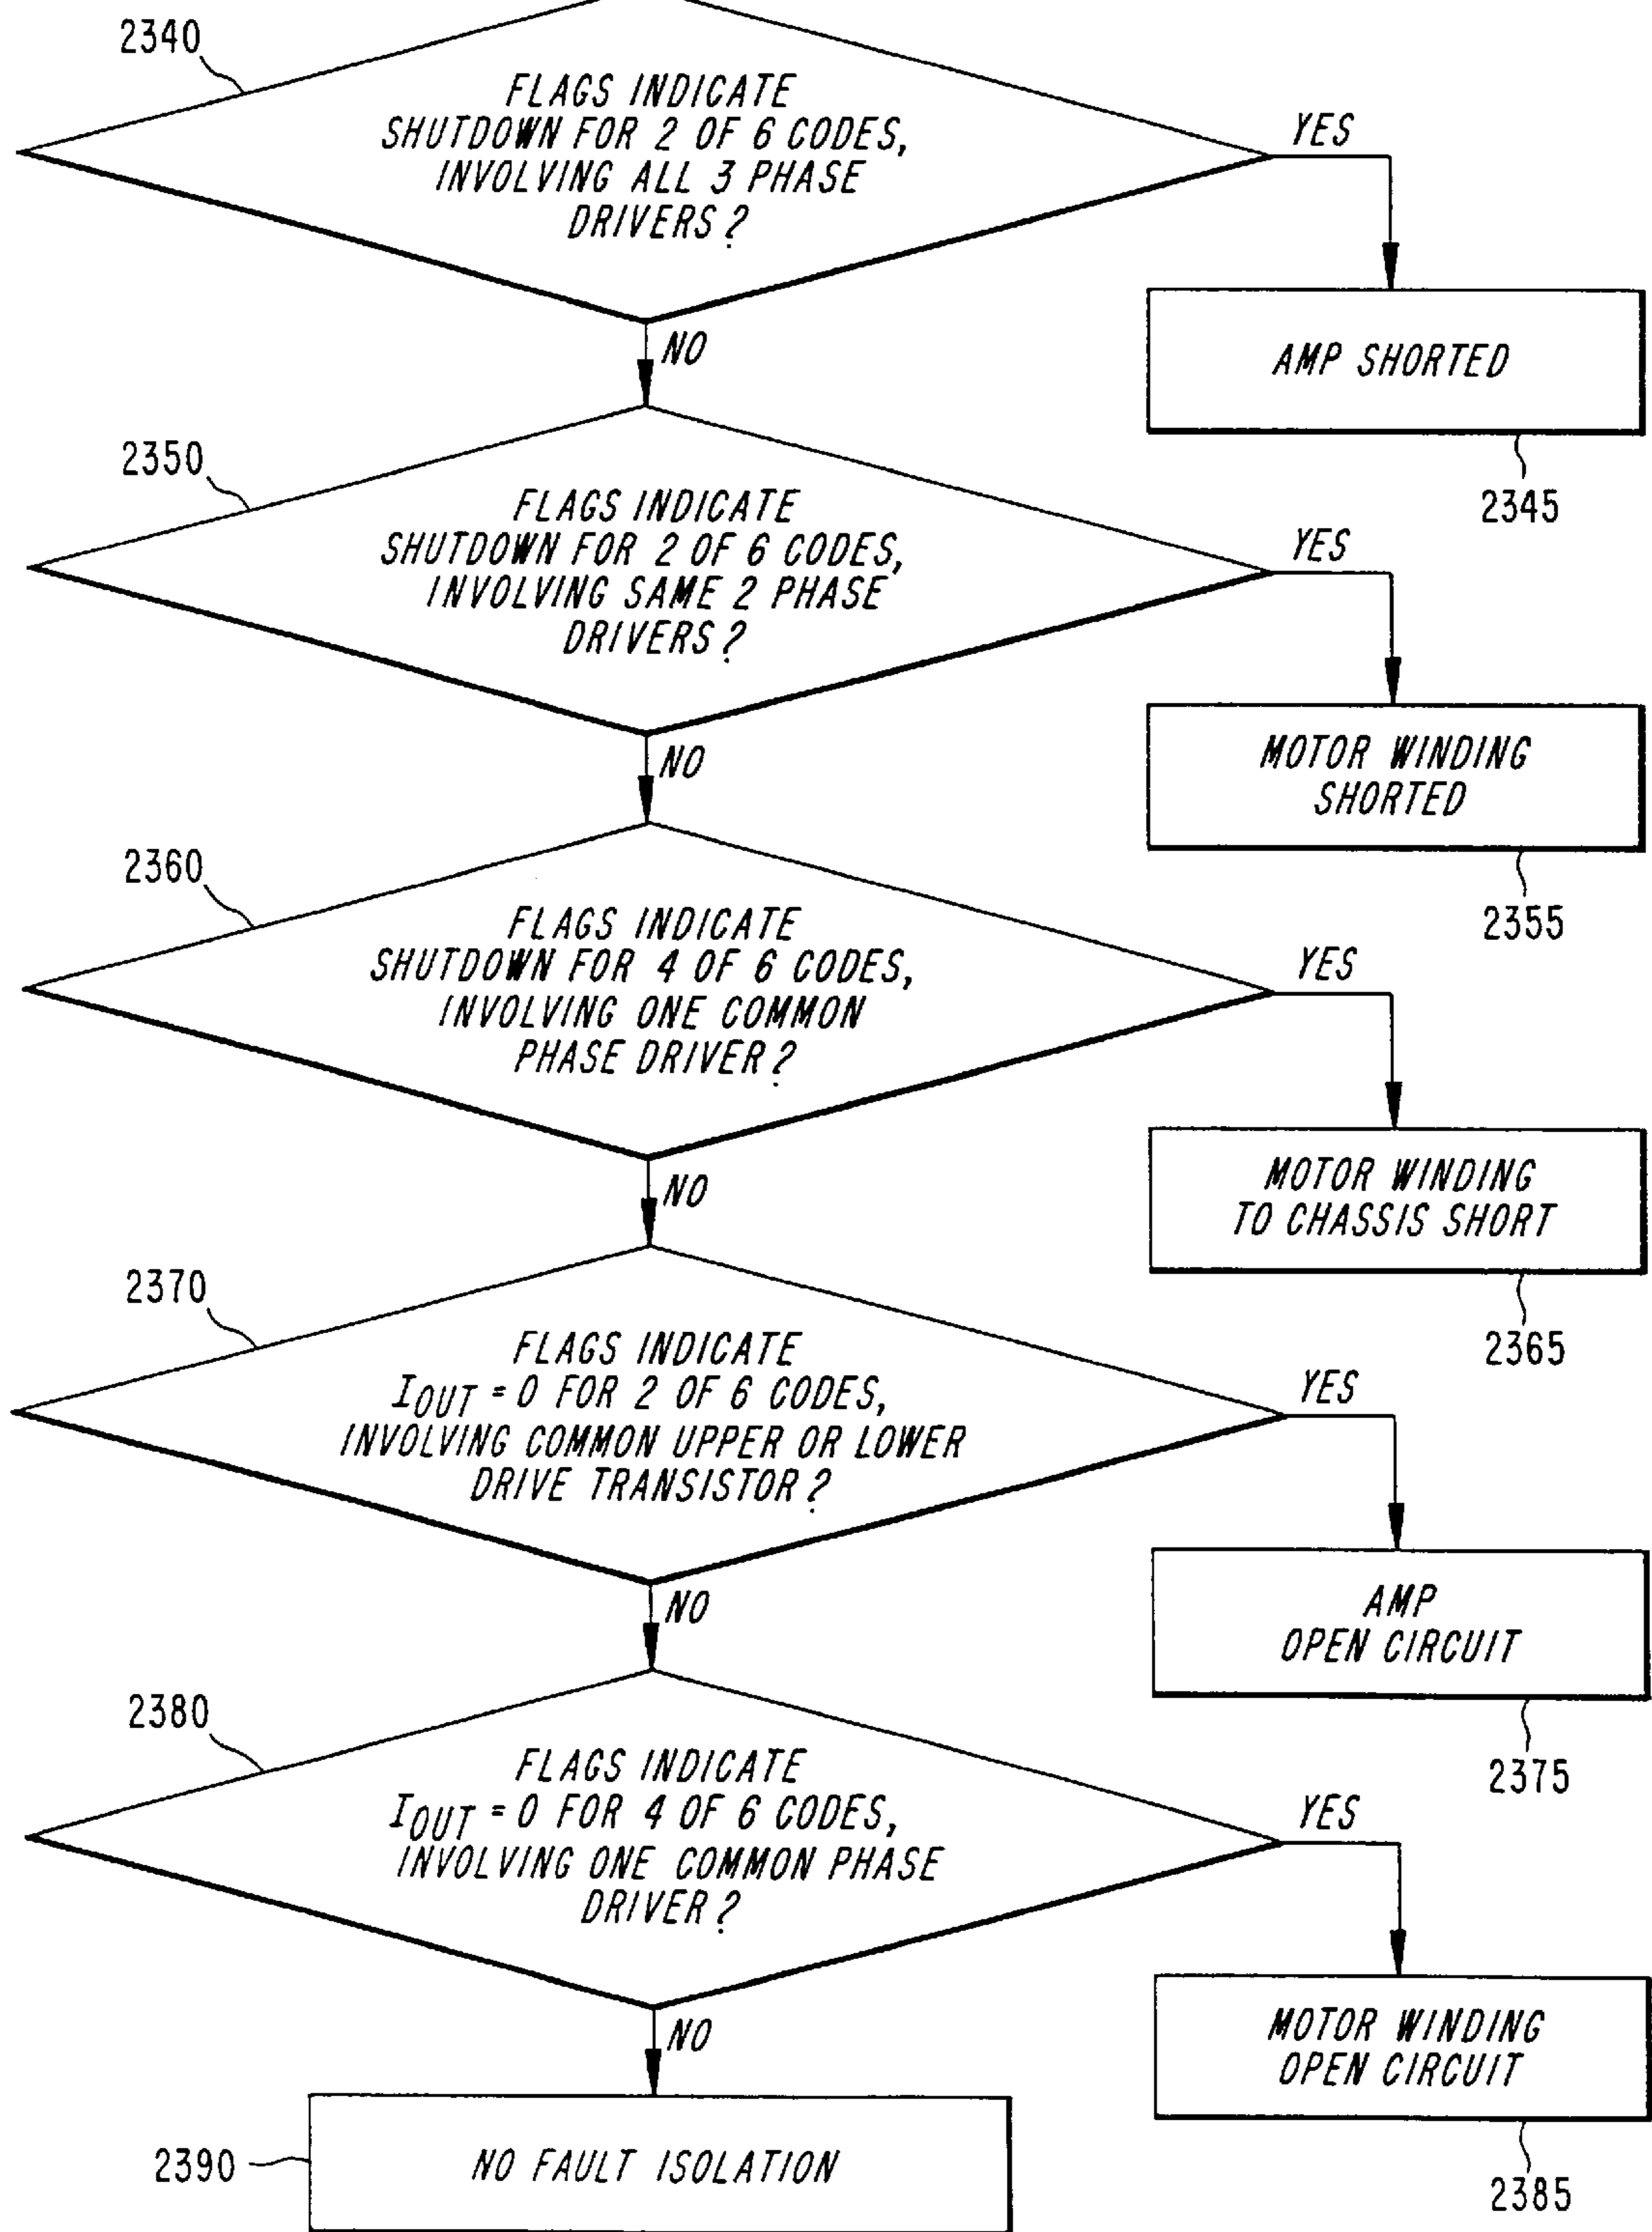 2340
FLAGS INDICATE
SHUTDOWN FOR 2 OF 6 CODES,
INVOLVING ALL 3 PHASE
DRIVERS?
YES
AMP SHORTED
2345
NO
2350
FLAGS INDICATE
SHUTDOWN FOR 2 OF 6 CODES,
INVOLVING SAME 2 PHASE
DRIVERS?
YES
MOTOR WINDING
SHORTED
2355
NO
2360
FLAGS INDICATE
SHUTDOWN FOR 4 OF 6 CODES,
INVOLVING ONE COMMON
PHASE DRIVER?
YES
MOTOR WINDING
TO CHASSIS SHORT
2365
NO
2370
FLAGS INDICATE
IOUT = 0 FOR 2 OF 6 CODES,
INVOLVING COMMON UPPER OR LOWER
DRIVE TRANSISTOR?
YES
AMP
OPEN CIRCUIT
2375
NO
2380
FLAGS INDICATE
IOUT = 0 FOR 4 OF 6 CODES,
INVOLVING ONE COMMON PHASE
DRIVER?
YES
MOTOR WINDING
OPEN CIRCUIT
2385
NO
2390
NO FAULT ISOLATION